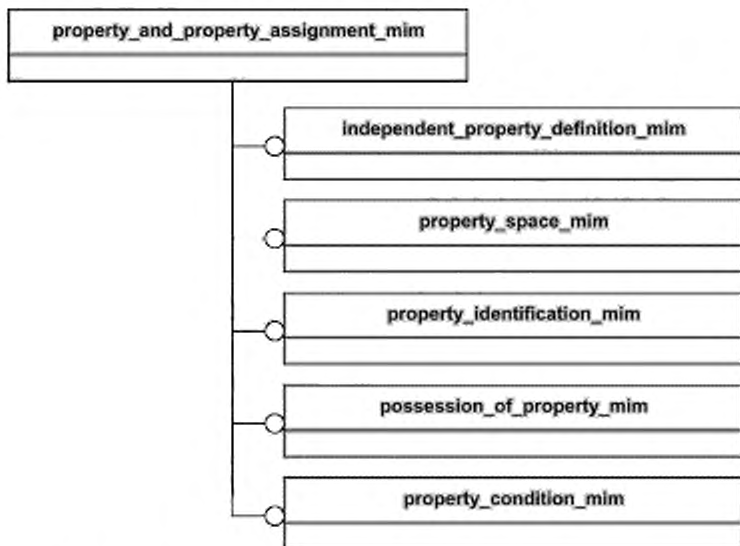 property_and_property_assignment_mim
independent_property_definition_mim
property_space_mim
property_identification_mim
possession_of_property_mim
property_condition_mim